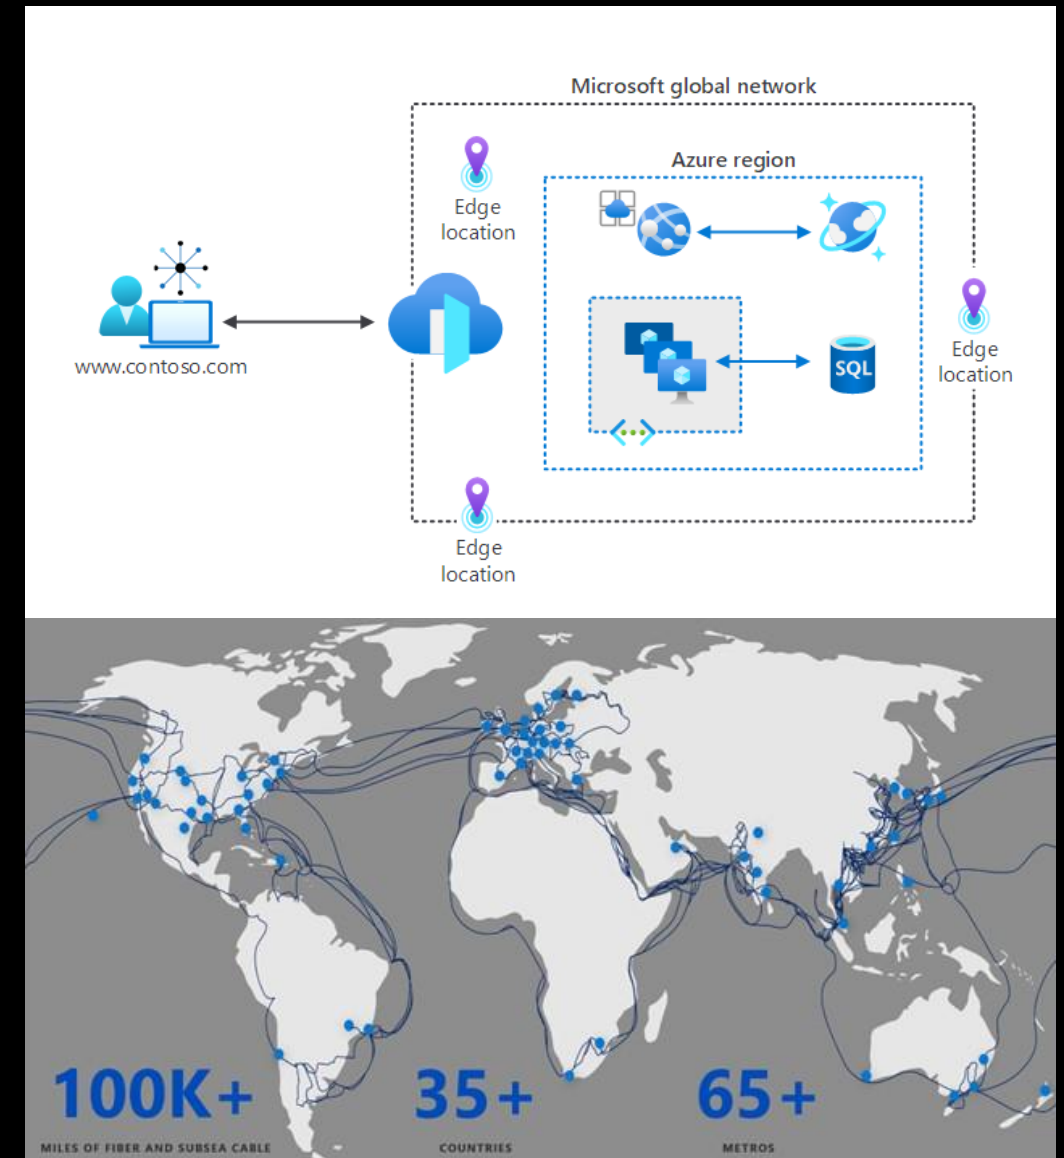 Microsoft global network
Azure region
Edge
location
www.contoso.com
SQL
Edge
location
Edge
location
100K+
35+
65+
MILES OF FIBER AND SUBSEA CABLE
COUNTRIES
METROS